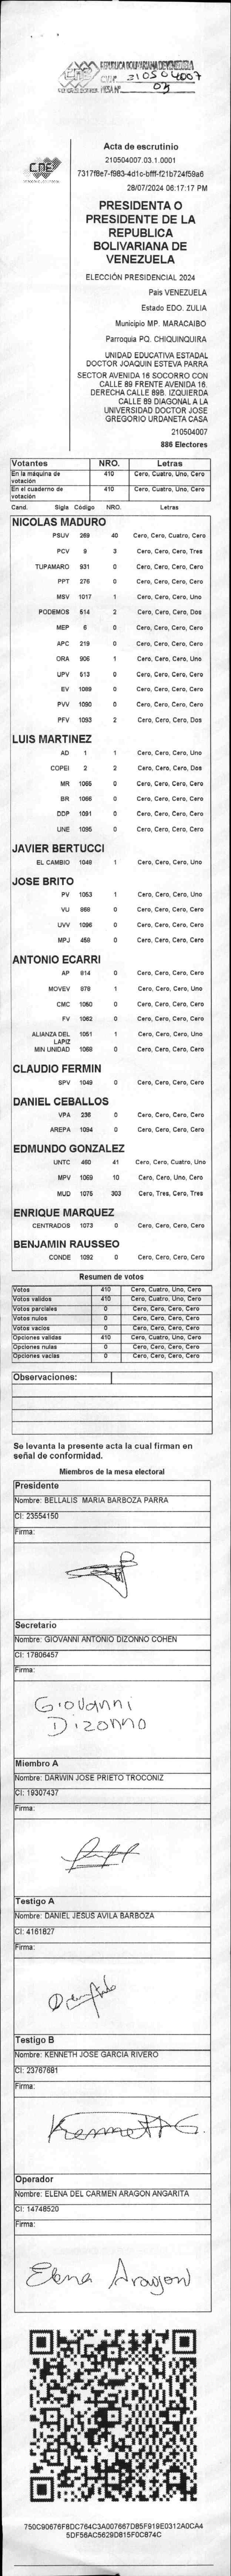 REPUBLICA BOLIVARIANA DE VENEZUELA
210504007
CNE
Acta de escrutinio
210504007.03.1.0001
28/07/2024 06:17:17 PM
PRESIDENTA O
PRESIDENTE DE LA
REPUBLICA
BOLIVARIANA DE
VENEZUELA
ELECCIÓN PRESIDENCIAL 2024
Pais VENEZUELA
Estado EDO. ZULIA
Municipio MP. MARACAIBO
Parroquia PQ. CHIQUINQUIRA
UNIDAD EDUCATIVA ESTADAL
DOCTOR JOAQUIN ESTEVA PARRA
SECTOR AVENIDA 16 SOCORRO CON
CALLE 89 FRENTE AVENIDA 16.
DERECHA CALLE 89B. IZQUIERDA
CALLE 89 DIAGONAL A LA
UNIVERSIDAD DOCTOR JOSE
GREGORIO URDANETA CASA
210504007
886 Electores
Votantes NRO. Letras
En la máquina de votación 410 Cero, Cuatro, Uno, Cero
En el cuaderno de votación 410 Cero, Cuatro, Uno, Cero
Cand. Sigla Código NRO. Letras
NICOLAS MADURO
PSUV 269 40 Cero, Cero, Cuatro, Cero
PCV 9 3 Cero, Cero, Cero, Tres
TUPAMARO 931 0 Cero, Cero, Cero, Cero
PPT 276 0 Cero, Cero, Cero, Cero
MSV 1017 1 Cero, Cero, Cero, Uno
PODEMOS 514 2 Cero, Cero, Cero, Dos
MEP 6 0 Cero, Cero, Cero, Cero
APC 219 0 Cero, Cero, Cero, Cero
ORA 906 1 Cero, Cero, Cero, Uno
UPV 613 0 Cero, Cero, Cero, Cero
EV 1089 0 Cero, Cero, Cero, Cero
PVV 1090 0 Cero, Cero, Cero, Cero
PFV 1093 2 Cero, Cero, Cero, Dos
LUIS MARTINEZ
AD 1 1 Cero, Cero, Cero, Uno
COPEI 2 2 Cero, Cero, Cero, Dos
MR 1065 0 Cero, Cero, Cero, Cero
BR 1066 0 Cero, Cero, Cero, Cero
DDP 1091 0 Cero, Cero, Cero, Cero
UNE 1095 0 Cero, Cero, Cero, Cero
JAVIER BERTUCCI
EL CAMBIO 1048 1 Cero, Cero, Cero, Uno
JOSE BRITO
PV 1053 1 Cero, Cero, Cero, Uno
VU 868 0 Cero, Cero, Cero, Cero
UVV 1096 0 Cero, Cero, Cero, Cero
MPJ 458 0 Cero, Cero, Cero, Cero
ANTONIO ECARRI
AP 814 0 Cero, Cero, Cero, Cero
MOVEV 878 1 Cero, Cero, Cero, Uno
CMC 1060 0 Cero, Cero, Cero, Cero
FV 1062 0 Cero, Cero, Cero, Cero
ALIANZA DEL LAPIZ 1051 1 Cero, Cero, Cero, Uno
MIN UNIDAD 1068 0 Cero, Cero, Cero, Cero
CLAUDIO FERMIN
SPV 1049 0 Cero, Cero, Cero, Cero
DANIEL CEBALLOS
VPA 236 0 Cero, Cero, Cero, Cero
AREPA 1094 0 Cero, Cero, Cero, Cero
EDMUNDO GONZALEZ
UNTC 460 41 Cero, Cero, Cuatro, Uno
MPV 1059 10 Cero, Cero, Uno, Cero
MUD 1075 303 Cero, Tres, Cero, Tres
ENRIQUE MARQUEZ
CENTRADOS 1073 0 Cero, Cero, Cero, Cero
BENJAMIN RAUSSEO
CONDE 1092 0 Cero, Cero, Cero, Cero
Resumen de votos
Votos 410 Cero, Cuatro, Uno, Cero
Votos validos 410 Cero, Cuatro, Uno, Cero
Votos parciales 0 Cero, Cero, Cero, Cero
Votos nulos 0 Cero, Cero, Cero, Cero
Votos vacios 0 Cero, Cero, Cero, Cero
Opciones validas 410 Cero, Cuatro, Uno, Cero
Opciones nulas 0 Cero, Cero, Cero, Cero
Opciones vacias 0 Cero, Cero, Cero, Cero
Observaciones:
Se levanta la presente acta la cual firman en
señal de conformidad.
Miembros de la mesa electoral
Presidente
Nombre: BELLALIS MARIA BARBOZA PARRA
CI: 23554150
Firma:
Secretario
Nombre: GIOVANNI ANTONIO DIZONNO COHEN
CI: 17806457
Firma:
Giovanni
Dizonno
Miembro A
Nombre: DARWIN JOSE PRIETO TROCONIZ
CI: 19307437
Firma:
Testigo A
Nombre: DANIEL JESUS AVILA BARBOZA
CI: 4161827
Firma:
Testigo B
Nombre: KENNETH JOSE GARCIA RIVERO
CI: 23767681
Firma:
Kenneth G.
Operador
Nombre: ELENA DEL CARMEN ARAGON ANGARITA
CI: 14748520
Firma:
Elena Aragon
750C90676F8DC764C3A007667D85F919E0312A0CA4
5DF56AC5629D815F0C874C